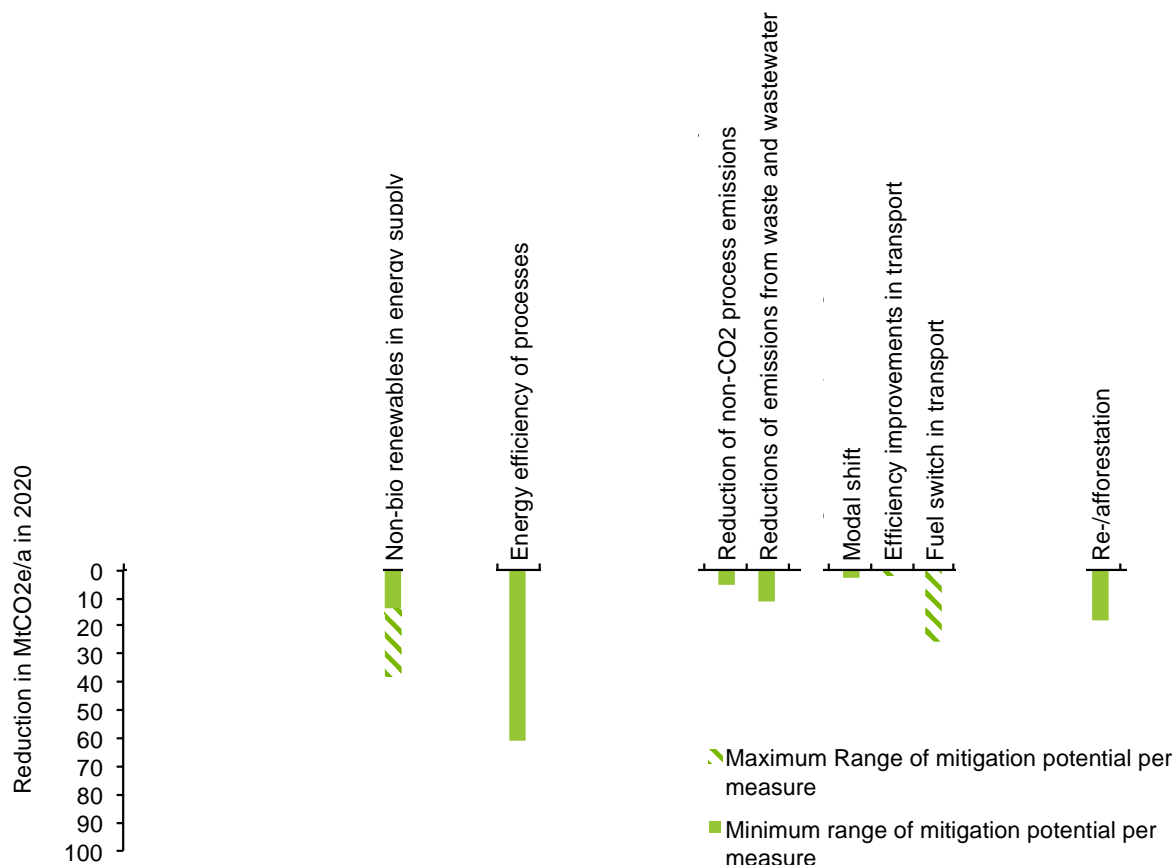 Non-bio renewables in energy supply
Energy efficiency of processes
Reduction of non-CO2 process emissions
Reductions of emissions from waste and wastewater
Modal shift
Efficiency improvements in transport
Fuel switch in transport
Re-/afforestation
Reduction in MtCO2e/a in 2020
0
10
20
30
40
50
60
70
80
90
100
Maximum Range of mitigation potential per
measure
Minimum range of mitigation potential per
measure